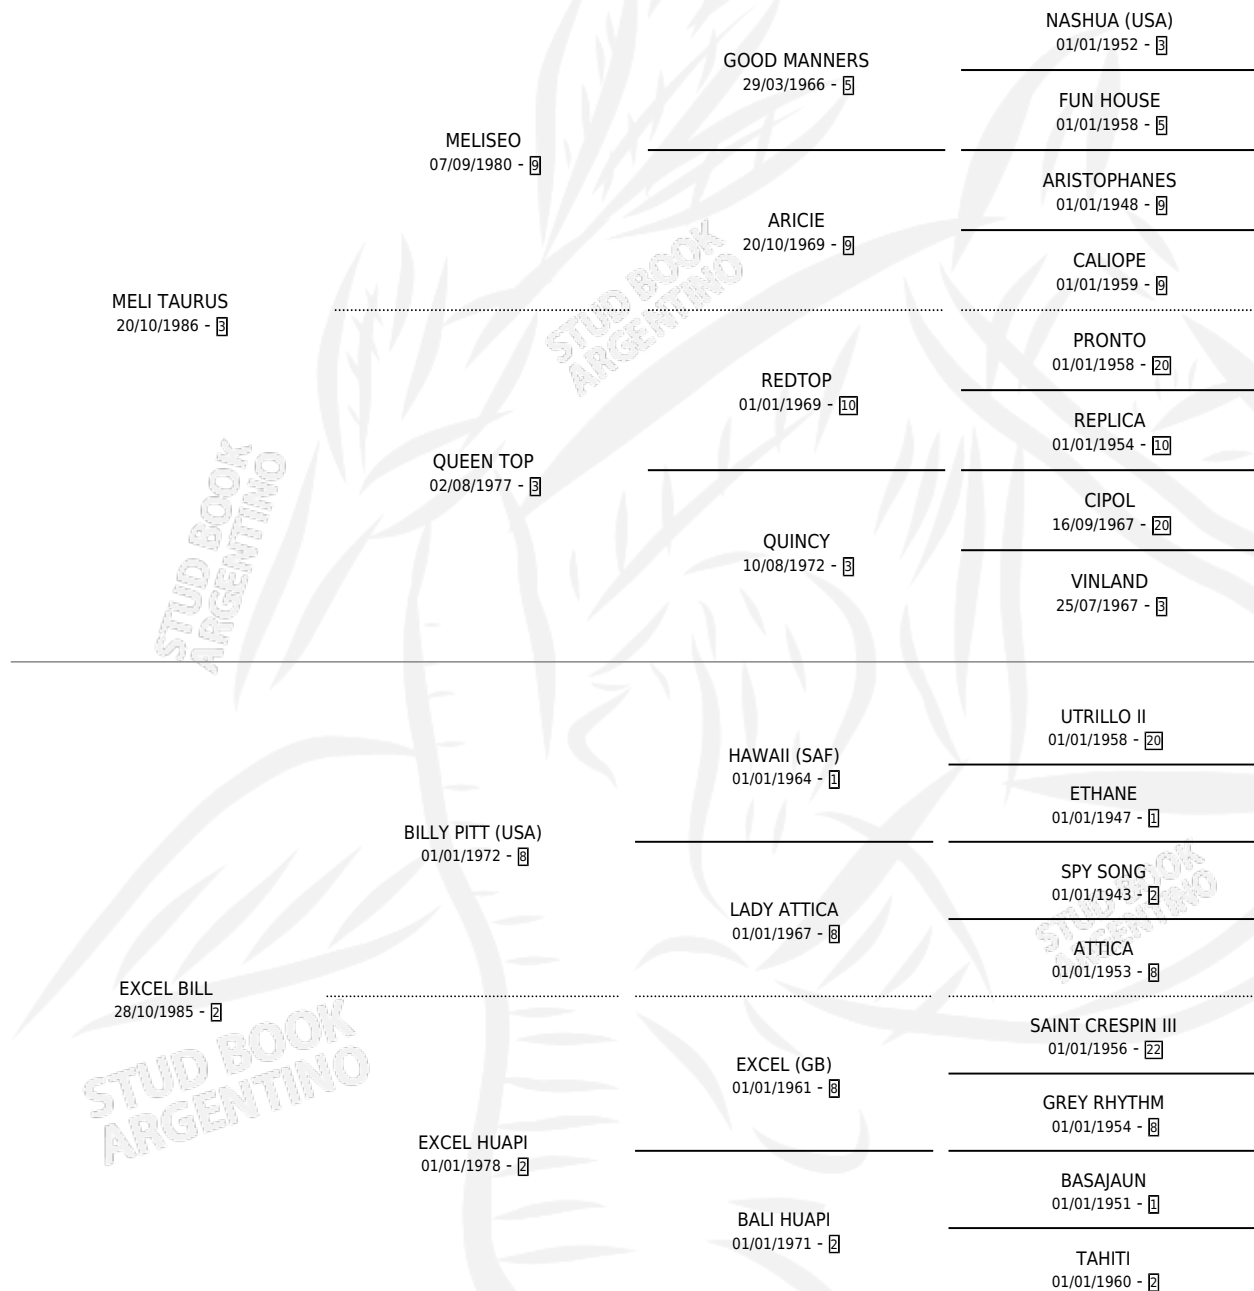 NASHUA (USA)
01/01/1952 - 3
GOOD MANNERS
29/03/1966 - 5
FUN HOUSE
01/01/1958 - 5
MELISEO
07/09/1980 - 9
ARISTOPHANES
01/01/1948 - 9
ARICIE
20/10/1969 - 9
CALIOPE
01/01/1959 - 9
MELI TAURUS
20/10/1986 - 3
PRONTO
01/01/1958 - 20
REDTOP
01/01/1969 - 10
REPLICA
01/01/1954 - 10
QUEEN TOP
02/08/1977 - 3
CIPOL
16/09/1967 - 20
QUINCY
10/08/1972 - 3
VINLAND
25/07/1967 - 3
UTRILLO II
01/01/1958 - 20
HAWAII (SAF)
01/01/1964 - 1
ETHANE
01/01/1947 - 1
BILLY PITT (USA)
01/01/1972 - 8
SPY SONG
01/01/1943 - 2
LADY ATTICA
01/01/1967 - 8
ATTICA
01/01/1953 - 8
EXCEL BILL
28/10/1985 - 2
SAINT CRESPIN III
01/01/1956 - 22
EXCEL (GB)
01/01/1961 - 8
GREY RHYTHM
01/01/1954 - 8
EXCEL HUAPI
01/01/1978 - 2
BASAJAUN
01/01/1951 - 1
BALI HUAPI
01/01/1971 - 2
TAHITI
01/01/1960 - 2
STUD BOOK
ARGENTINO
STUD BOOK
ARGENTINO
STUD BOOK
ARGENTINO
STUD BOOK
ARGENTINO